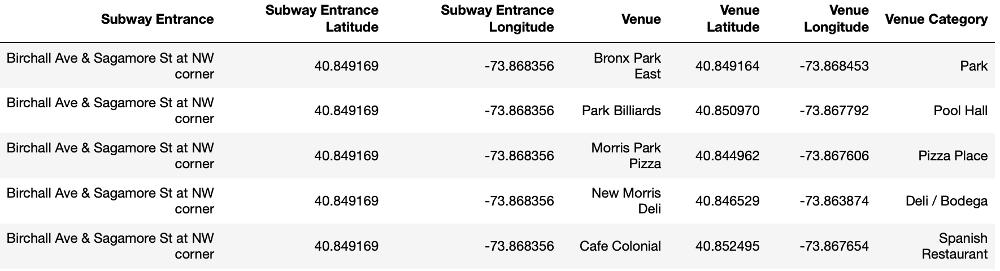 Subway Entrance Subway Entrance Latitude Subway Entrance Longitude Venue Venue Latitude Venue Longitude Venue Category
Birchall Ave & Sagamore St at NW corner 40.849169 -73.868356 Bronx Park East 40.849164 -73.868453 Park
Birchall Ave & Sagamore St at NW corner 40.849169 -73.868356 Park Billiards 40.850970 -73.867792 Pool Hall
Birchall Ave & Sagamore St at NW corner 40.849169 -73.868356 Morris Park Pizza 40.844962 -73.867606 Pizza Place
Birchall Ave & Sagamore St at NW corner 40.849169 -73.868356 New Morris Deli 40.846529 -73.863874 Deli / Bodega
Birchall Ave & Sagamore St at NW corner 40.849169 -73.868356 Cafe Colonial 40.852495 -73.867654 Spanish Restaurant